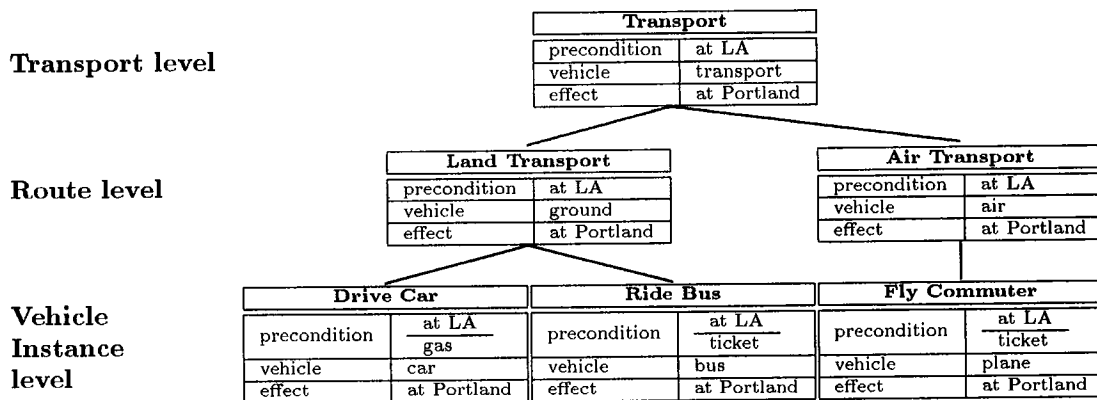 Transport
precondition at LA
Transport level
vehicle transport
effect at Portland
Land Transport Air Transport
precondition at LA precondition at LA
Route level
vehicle ground vehicle air
effect at Portland effect at Portland
Drive Car Ride Bus Fly Commuter
Vehicle
Instance
level
precondition at LA gas precondition at LA ticket precondition at LA ticket
vehicle car vehicle bus vehicle plane
effect at Portland effect at Portland effect at Portland